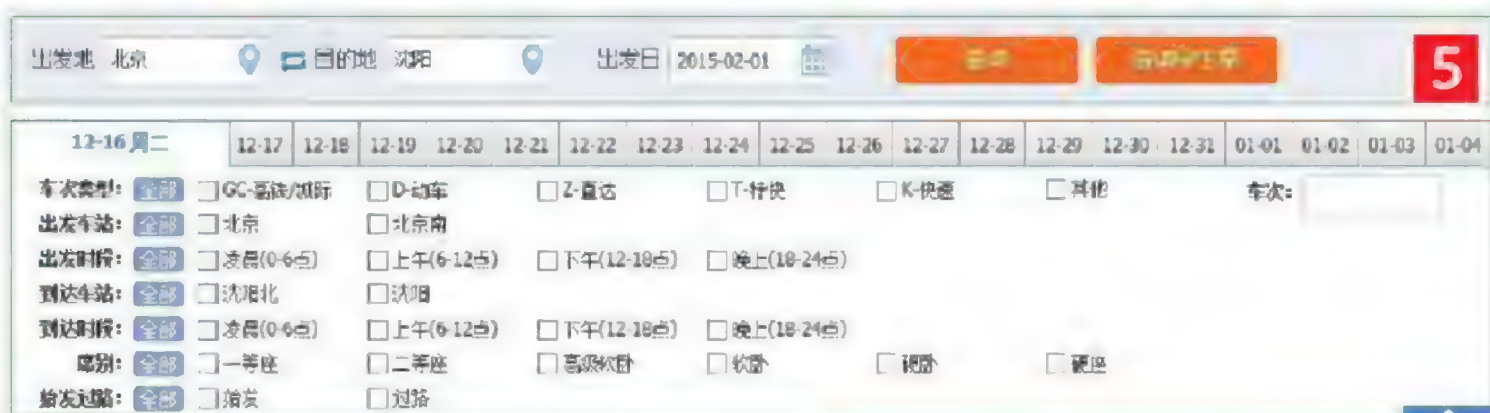 出发地 北京 目的地 沈阳 出发日 2015-02-01 查询 查询学生票 5
12-16 周二 12-17 12-18 12-19 12-20 12-21 12-22 12-23 12-24 12-25 12-26 12-27 12-28 12-29 12-30 12-31 01-01 01-02 01-03 01-04
车次类型: 全部 GC-高铁/城际 D-动车 Z-直达 T-特快 K-快速 其他 车次:
出发车站: 全部 北京 北京南
出发时段: 全部 凌晨(0-6点) 上午(6-12点) 下午(12-18点) 晚上(18-24点)
到达车站: 全部 沈阳北 沈阳
到达时段: 全部 凌晨(0-6点) 上午(6-12点) 下午(12-18点) 晚上(18-24点)
席别: 全部 一等座 二等座 高级软卧 软卧 硬卧 硬座
始发过路: 全部 始发 过路